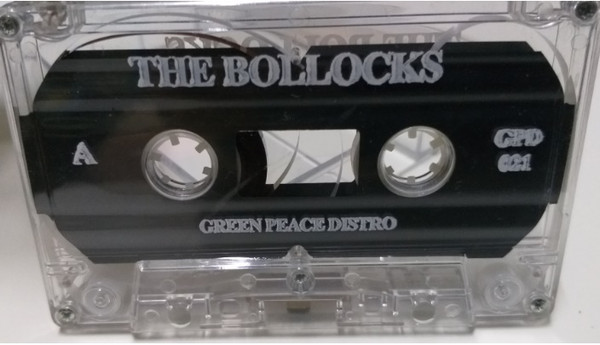 THE BOLLOCKS
A
GPD
021
GREEN PEACE DISTRO